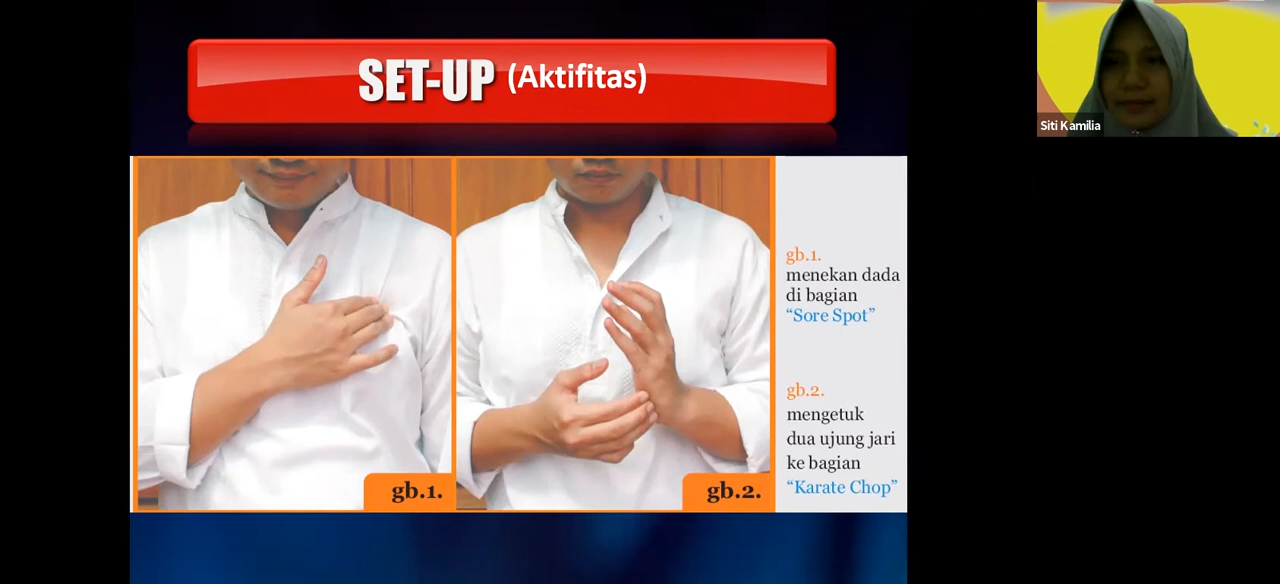 SET-UP (Aktifitas)
Siti Kamilia
gb.1.
menekan dada
di bagian
“Sore Spot”
gb.2.
mengetuk
dua ujung jari
ke bagian
“Karate Chop”
gb.1.
gb.2.